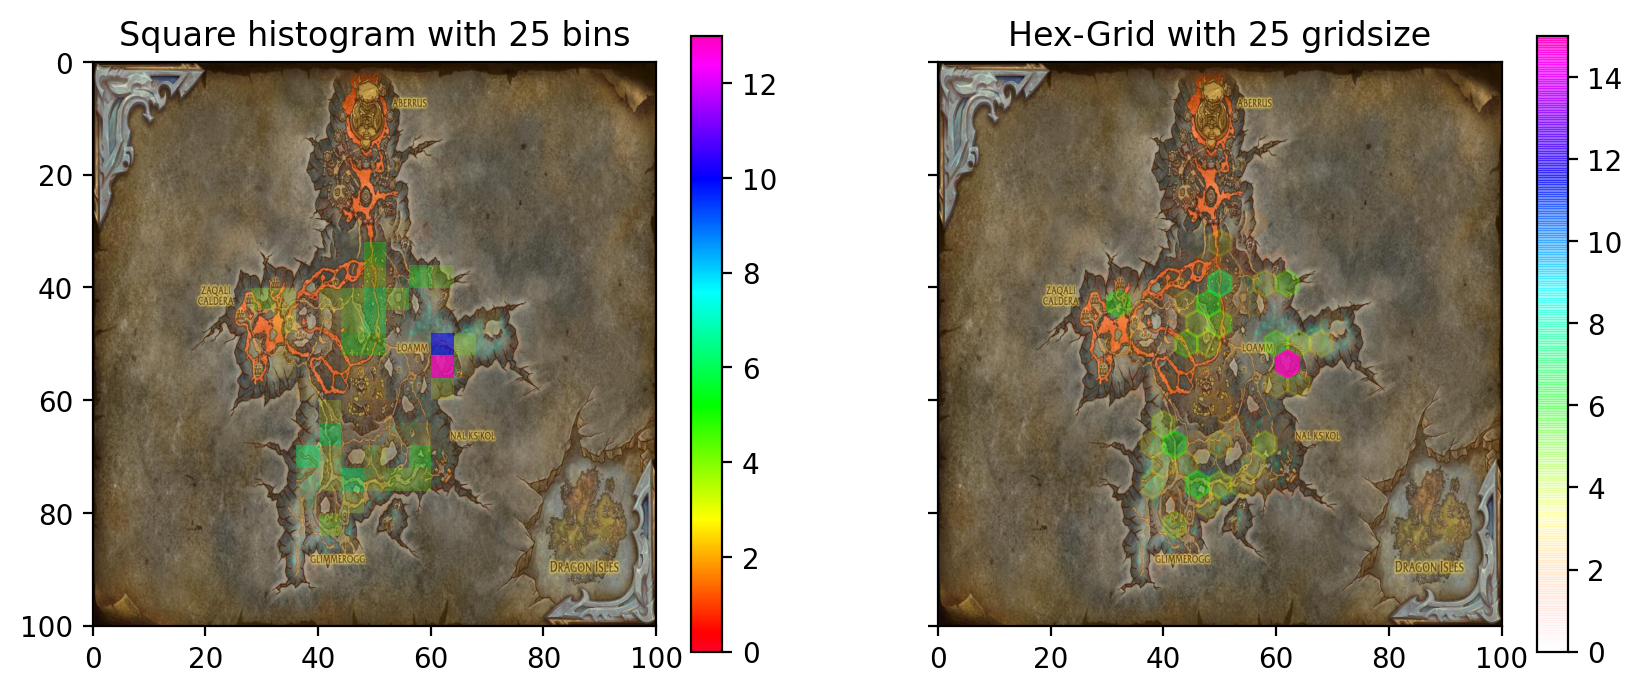 Square histogram with 25 bins
0
20
40
60
80
100
0
20
40
60
80
100
ABERRUS
ZAQALI
CALDERA
LOAMM
NAL KS'KOL
GLIMMEROGG
DRAGON ISLES
12
10
8
6
4
2
0
Hex-Grid with 25 gridsize
0
20
40
60
80
100
ABERRUS
ZAQALI
CALDERA
LOAMM
NAL KS'KOL
GLIMMEROGG
DRAGON ISLES
14
12
10
8
6
4
2
0